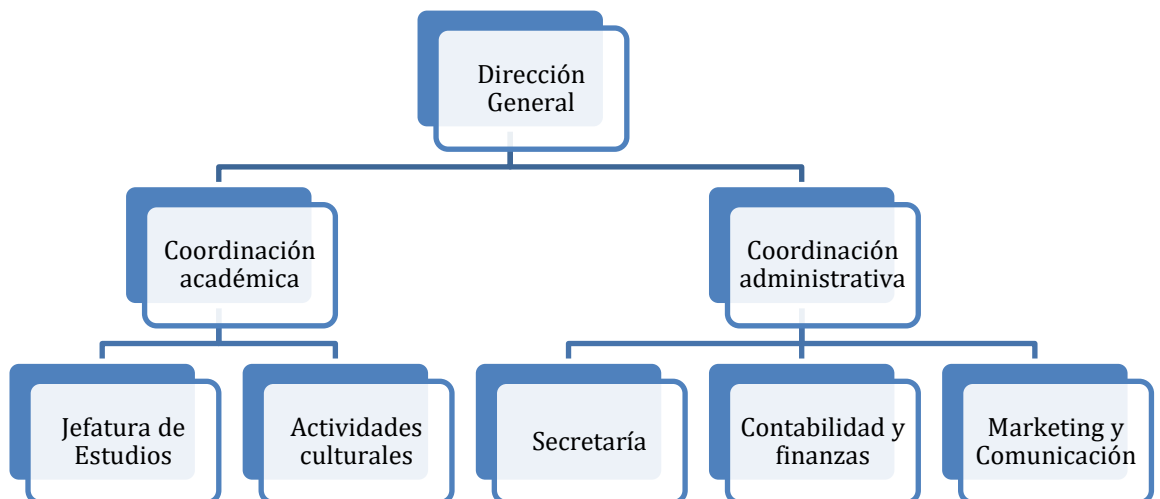 Dirección
General
Coordinación
académica
Coordinación
administrativa
Jefatura de
Estudios
Actividades
culturales
Secretaría
Contabilidad y
finanzas
Marketing y
Comunicación